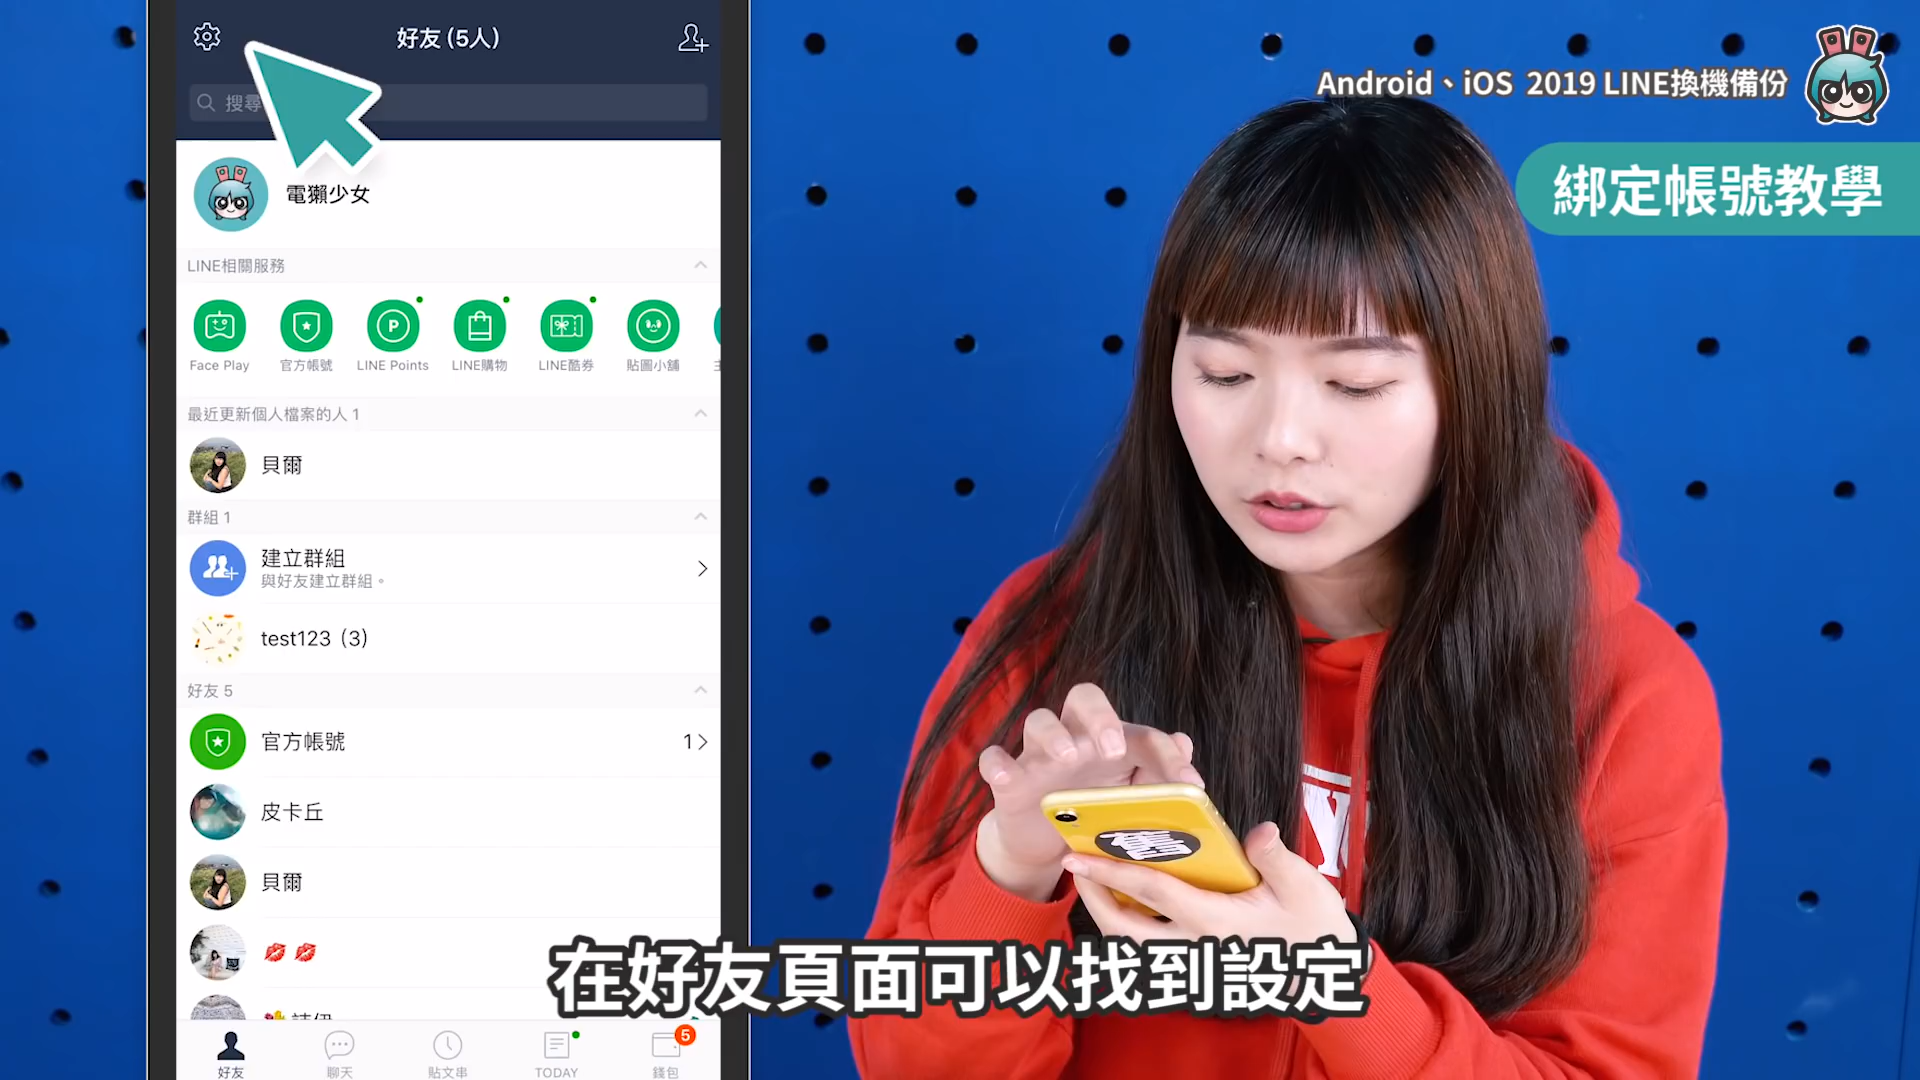 好友 (5人)
搜尋
電獺少女
LINE相關服務
Face Play
官方帳號
LINE Points
LINE購物
LINE酷券
貼圖小舖
主
最近更新個人檔案的人 1
貝爾
群組 1
建立群組
與好友建立群組。
test123 (3)
好友 5
官方帳號
1
皮卡丘
貝爾
💋 💋
好友
聊天
貼文串
TODAY
錢包
5
Android、iOS 2019 LINE換機備份
綁定帳號教學
在好友頁面可以找到設定